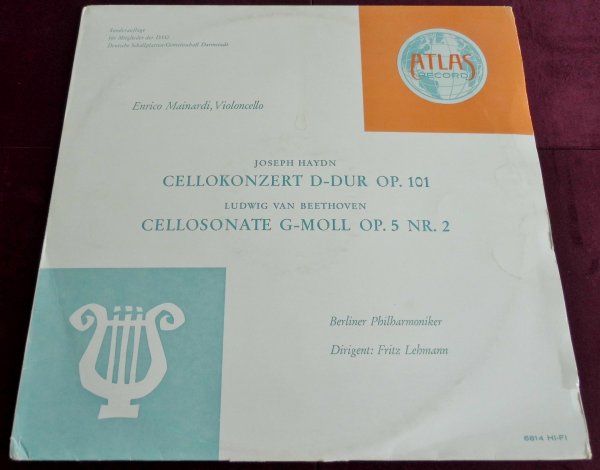 Sonderauflage
für Mitglieder der DSG
Deutsche Schallplatten-Gemeinschaft Darmstadt
ATLAS
RECORD
Enrico Mainardi, Violoncello
JOSEPH HAYDN
CELLOKONZERT D-DUR OP. 101
LUDWIG VAN BEETHOVEN
CELLOSONATE G-MOLL OP. 5 NR. 2
Berliner Philharmoniker
Dirigent: Fritz Lehmann
6814 HI-FI